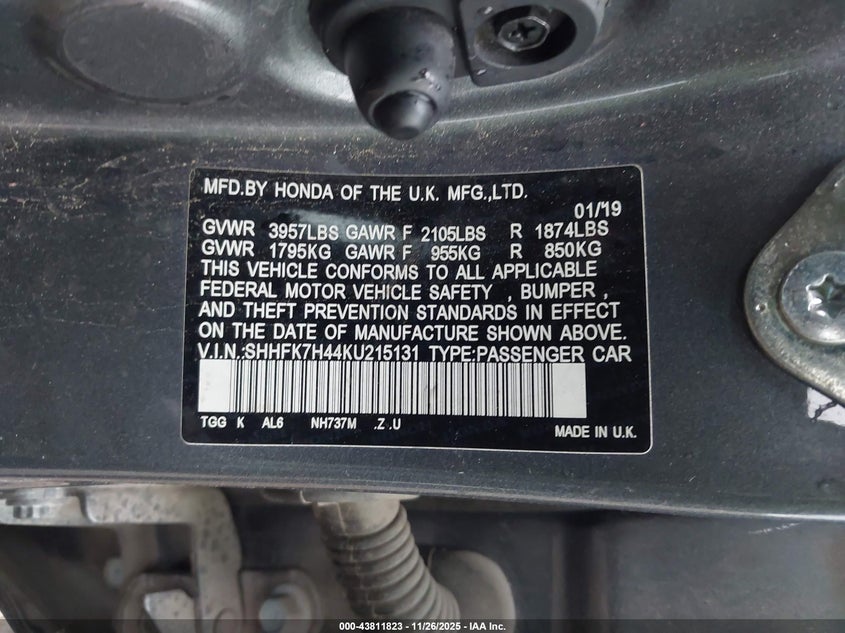 MFD.BY HONDA OF THE U.K. MFG.,LTD.
01/'19
GVWR 3957LBS GAWR F 2105LBS R 1874LBS
GVWR 1795KG GAWR F 955KG R 850KG
THIS VEHICLE CONFORMS TO ALL APPLICABLE
FEDERAL MOTOR VEHICLE SAFETY , BUMPER ,
AND THEFT PREVENTION STANDARDS IN EFFECT
ON THE DATE OF MANUFACTURE SHOWN ABOVE.
V.I.N.:SHHFK7H44KU215131 TYPE:PASSENGER CAR
TGG K AL6 NH737M .Z .U
MADE IN U.K.
000-43811823 | 11/26/2025 - IAA Inc.